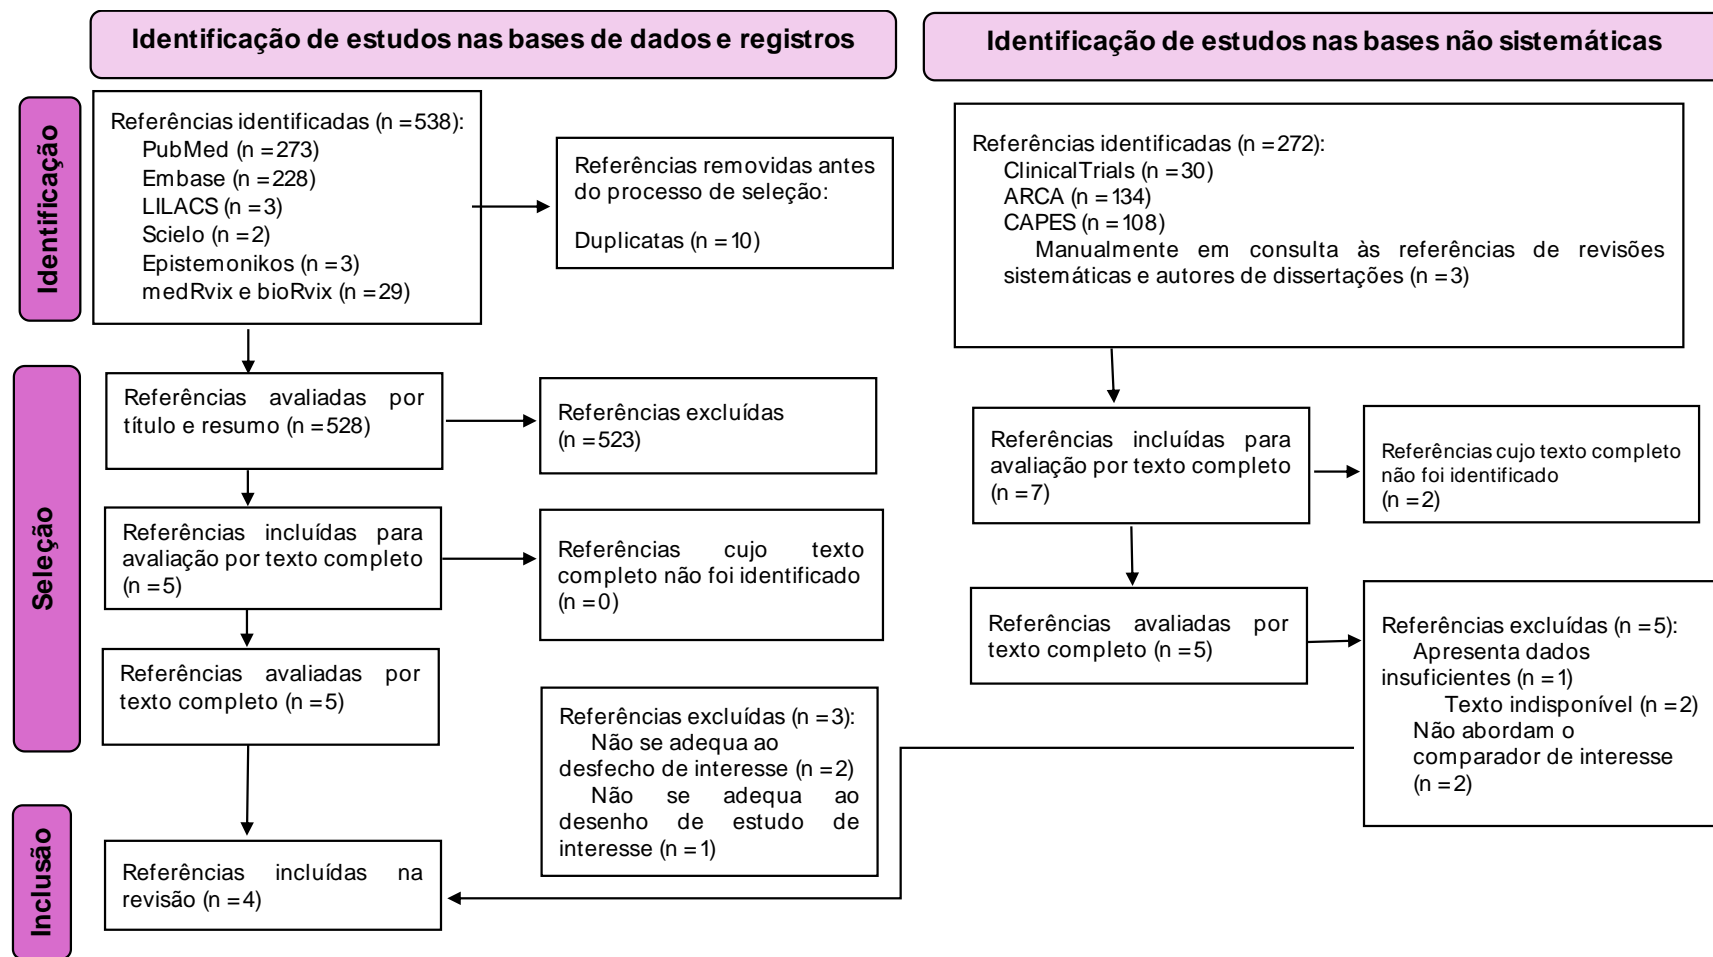 Identificação de estudos nas bases de dados e registros
Identificação de estudos nas bases não sistemáticas
Identificação
Referências identificadas (n = 538):
PubMed (n = 273)
Embase (n = 228)
LILACS (n = 3)
Scielo (n = 2)
Epistemonikos (n = 3)
medRvix e bioRvix (n = 29)
Referências removidas antes
do processo de seleção:
Duplicatas (n = 10)
Referências identificadas (n = 272):
ClinicalTrials (n = 30)
ARCA (n = 134)
CAPES (n = 108)
Manualmente em consulta às referências de revisões
sistemáticas e autores de dissertações (n = 3)
Seleção
Referências avaliadas por
título e resumo (n = 528)
Referências excluídas
(n = 523)
Referências incluídas para
avaliação por texto completo
(n = 5)
Referências cujo texto
completo não foi identificado
(n = 0)
Referências avaliadas por
texto completo (n = 5)
Referências excluídas (n = 3):
Não se adequa ao
desfecho de interesse (n = 2)
Não se adequa ao
desenho de estudo de
interesse (n = 1)
Referências incluídas para
avaliação por texto completo
(n = 7)
Referências cujo texto completo
não foi identificado
(n = 2)
Referências avaliadas por
texto completo (n = 5)
Referências excluídas (n = 5):
Apresenta dados
insuficientes (n = 1)
Texto indisponível (n = 2)
Não abordam o
comparador de interesse
(n = 2)
Inclusão
Referências incluídas na
revisão (n = 4)